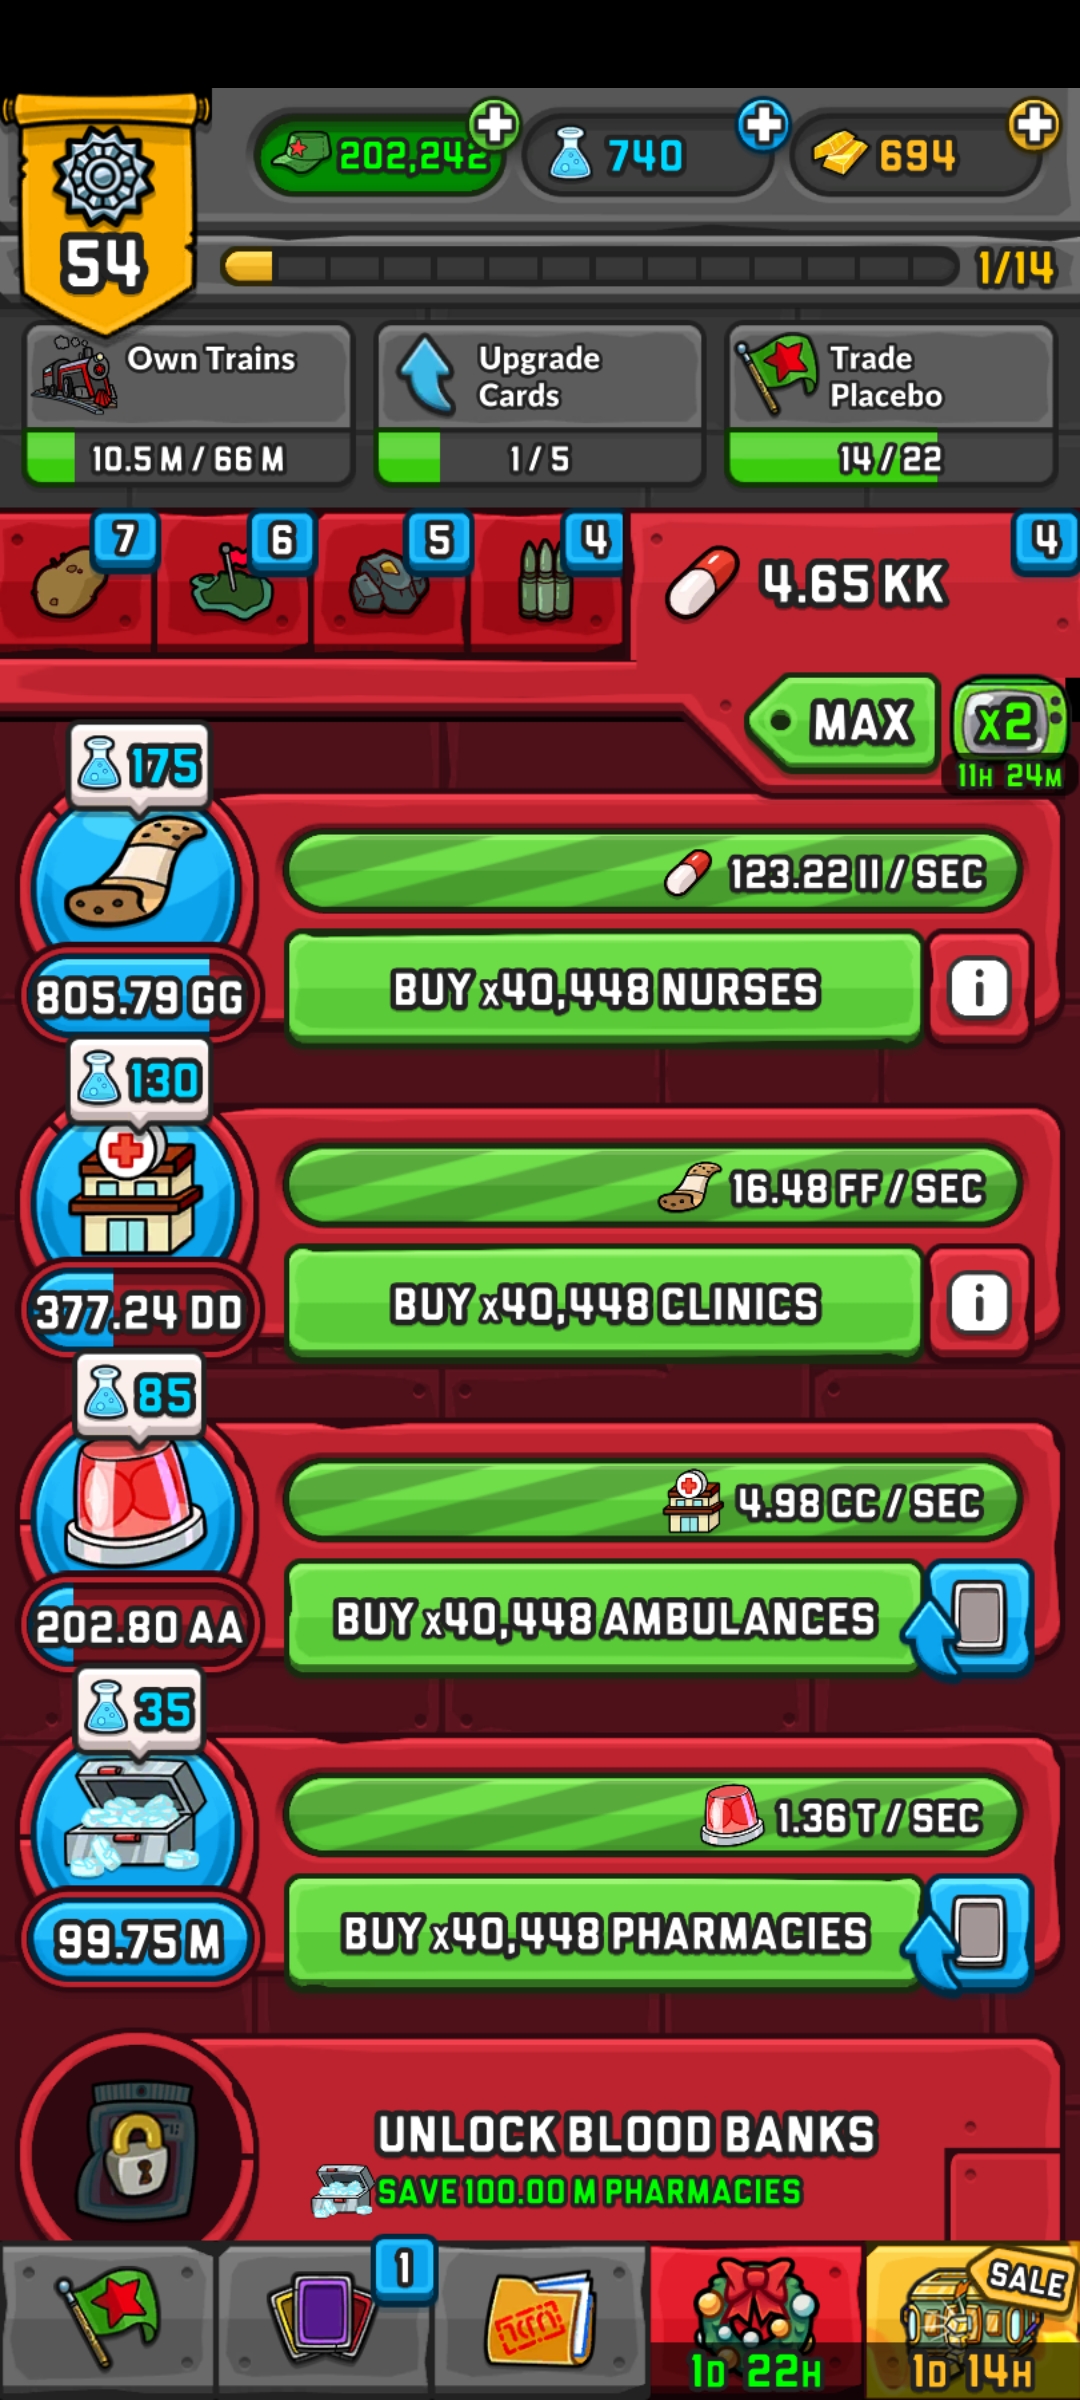 202,242
740
694
54
1/14
Own Trains
10.5 M / 66 M
Upgrade
Cards
1 / 5
Trade
Placebo
14 / 22
7
6
5
4
4.65 KK
4
MAX
x2
11H 24M
175
123.22 II / SEC
805.79 GG
BUY x40,448 NURSES
i
130
16.48 FF / SEC
377.24 DD
BUY x40,448 CLINICS
i
85
4.98 CC / SEC
202.80 AA
BUY x40,448 AMBULANCES
35
1.36 T / SEC
99.75 M
BUY x40,448 PHARMACIES
UNLOCK BLOOD BANKS
SAVE 100.00 M PHARMACIES
1
SALE
1D 22H
1D 14H